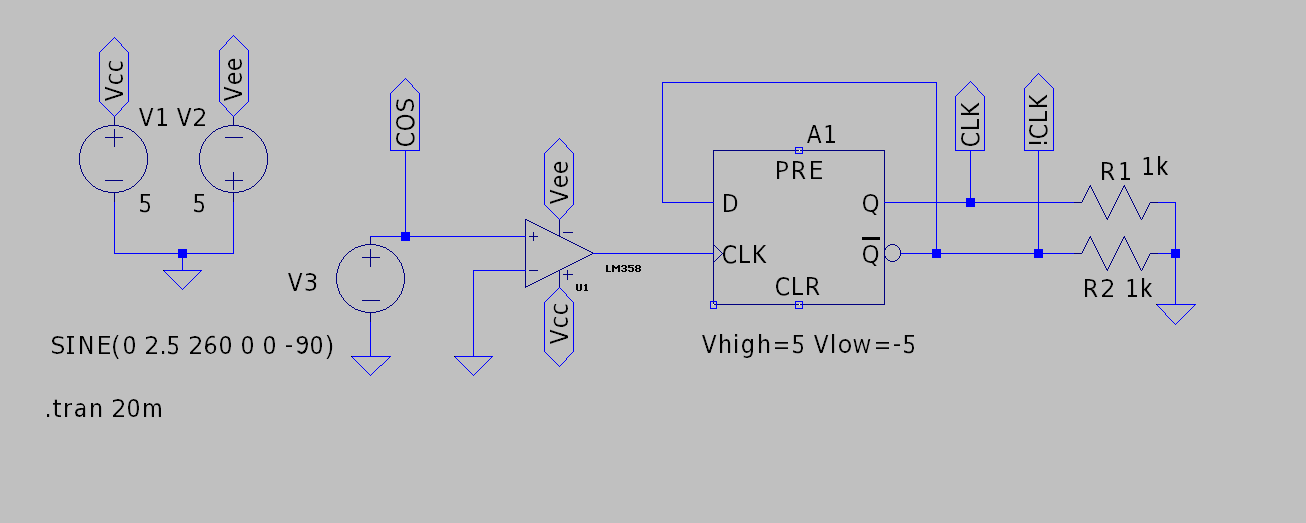 Vcc
Vee
V1 V2
+
−
−
+
5
5
COS
V3
+
−
Vee
+
−
−
+
LM358
U1
Vcc
A1
PRE
D
Q
CLK
Q̅
CLR
Vhigh=5 Vlow=-5
CLK
!CLK
R1 1k
R2 1k
SINE(0 2.5 260 0 0 -90)
.tran 20m